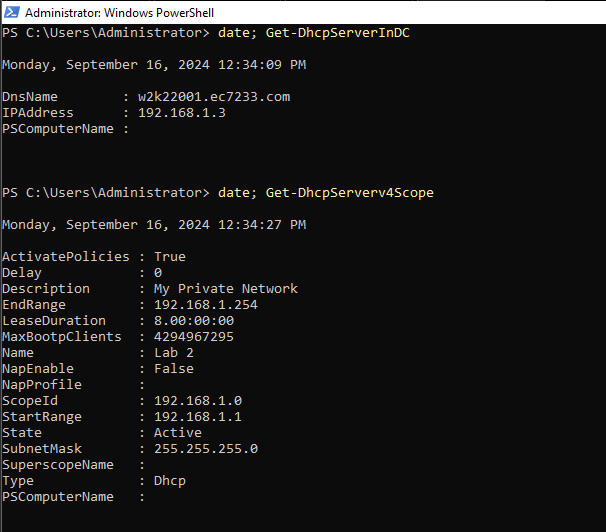 Administrator: Windows PowerShell
PS C:\Users\Administrator> date; Get-DhcpServerInDC
Monday, September 16, 2024 12:34:09 PM
DnsName        : w2k22001.ec7233.com
IPAddress      : 192.168.1.3
PSComputerName :
PS C:\Users\Administrator> date; Get-DhcpServerv4Scope
Monday, September 16, 2024 12:34:27 PM
ActivatePolicies : True
Delay            : 0
Description      : My Private Network
EndRange         : 192.168.1.254
LeaseDuration    : 8.00:00:00
MaxBootpClients  : 4294967295
Name             : Lab 2
NapEnable        : False
NapProfile       :
ScopeId          : 192.168.1.0
StartRange       : 192.168.1.1
State            : Active
SubnetMask       : 255.255.255.0
SuperscopeName   :
Type             : Dhcp
PSComputerName   :